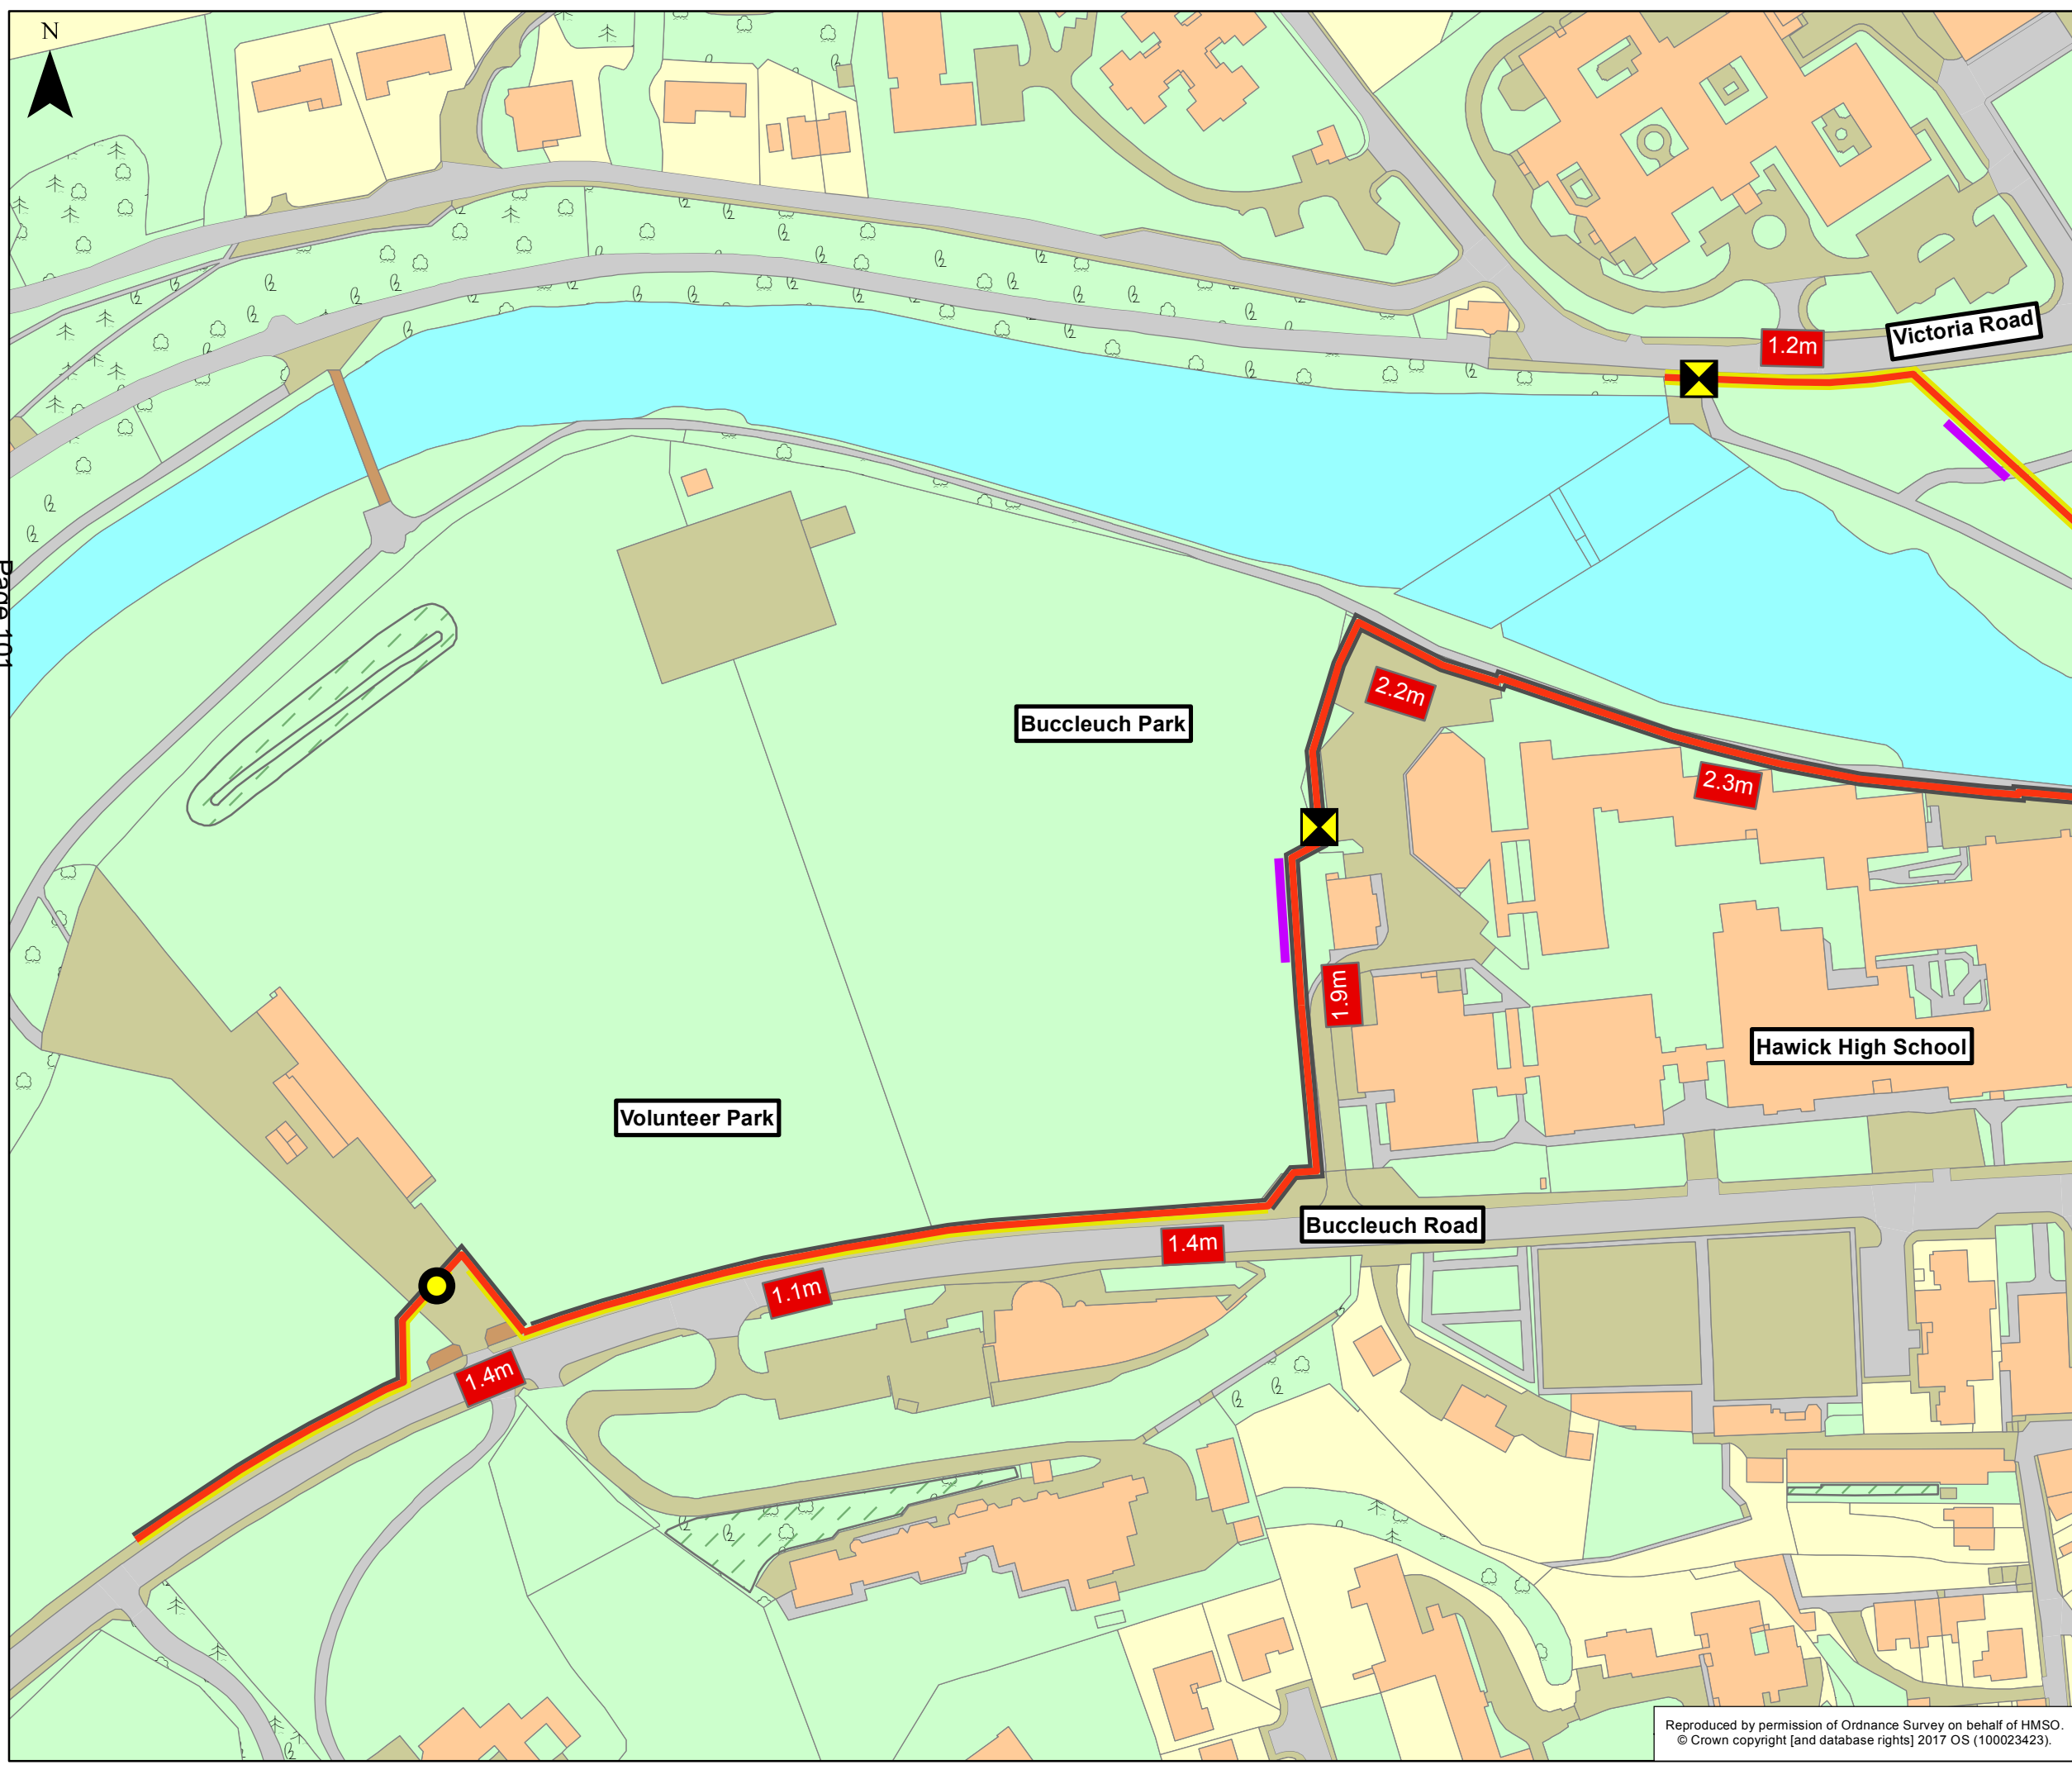 N
Victoria Road
1.2m
Page 101
2.2m
Buccleuch Park
2.3m
1.9m
Hawick High School
Volunteer Park
Buccleuch Road
1.4m
1.1m
1.4m
Reproduced by permission of Ordnance Survey on behalf of HMSO.
© Crown copyright [and database rights] 2017 OS (100023423).